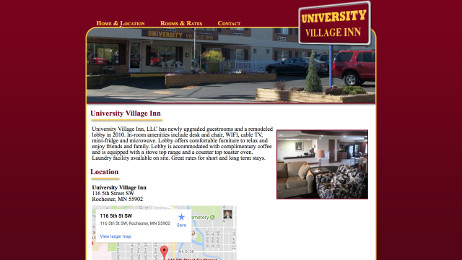 Home & Location Rooms & Rates Contact
UNIVERSITY
VILLAGE INN
UNIVERSITY VILLAGE INN
University Village Inn
University Village Inn, LLC has newly upgraded guestrooms and a remodeled
lobby in 2010. In-room amenities include desk and chair, WIFI, cable TV,
mini-fridge and microwave. Lobby offers comfortable furniture to relax and
enjoy friends and family. Lobby is accommodated with complimentary coffee
and is equipped with a stove top range and a counter top toaster oven.
Laundry facility available on site. Great rates for short and long term stays.
Location
University Village Inn
116 5th Street SW
Rochester, MN 55902
116 5th St SW
116 5th St SW, Rochester, MN 55902
Save
View larger map